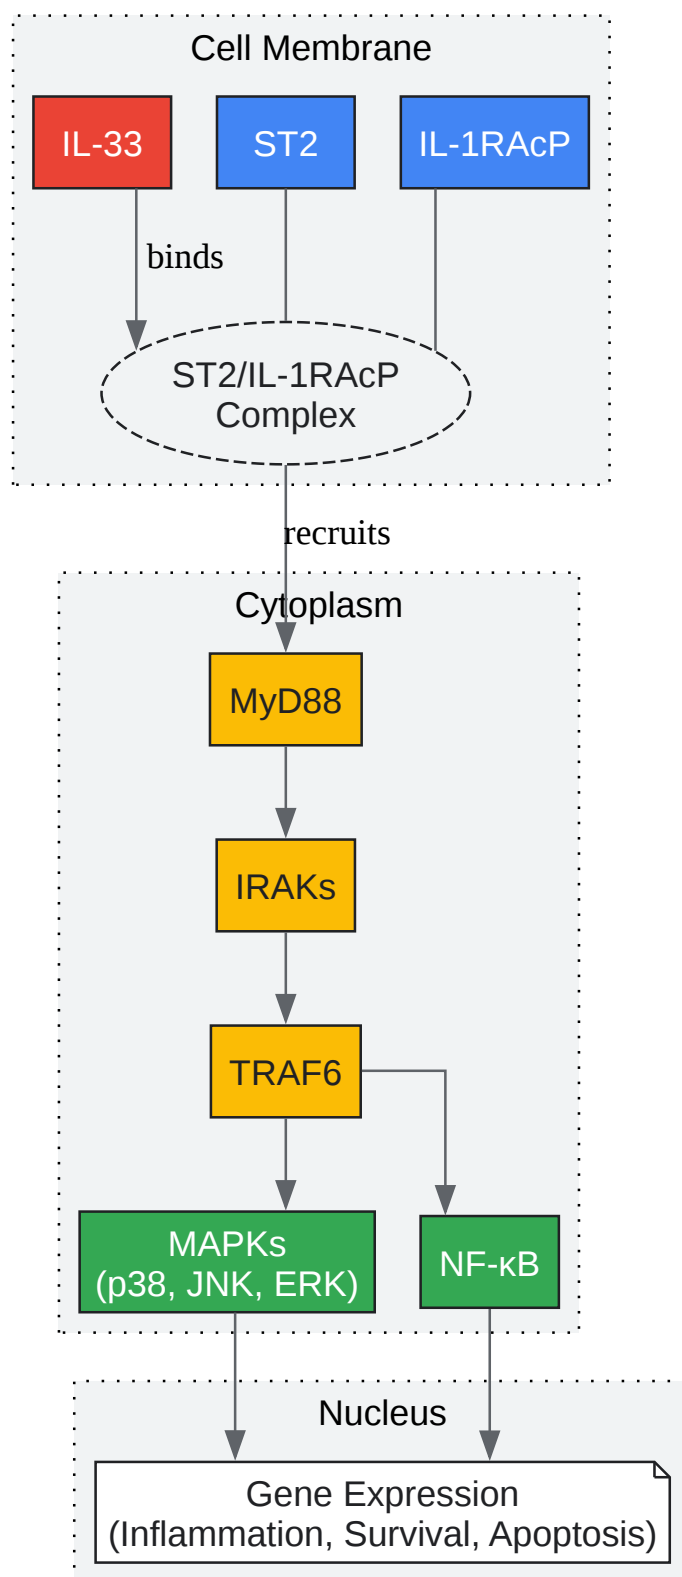 Cell Membrane
IL-33
ST2
IL-1RAcP
binds
ST2/IL-1RAcP
Complex
recruits
Cytoplasm
MyD88
IRAKs
TRAF6
MAPKs
(p38, JNK, ERK)
NF-κB
Nucleus
Gene Expression
(Inflammation, Survival, Apoptosis)